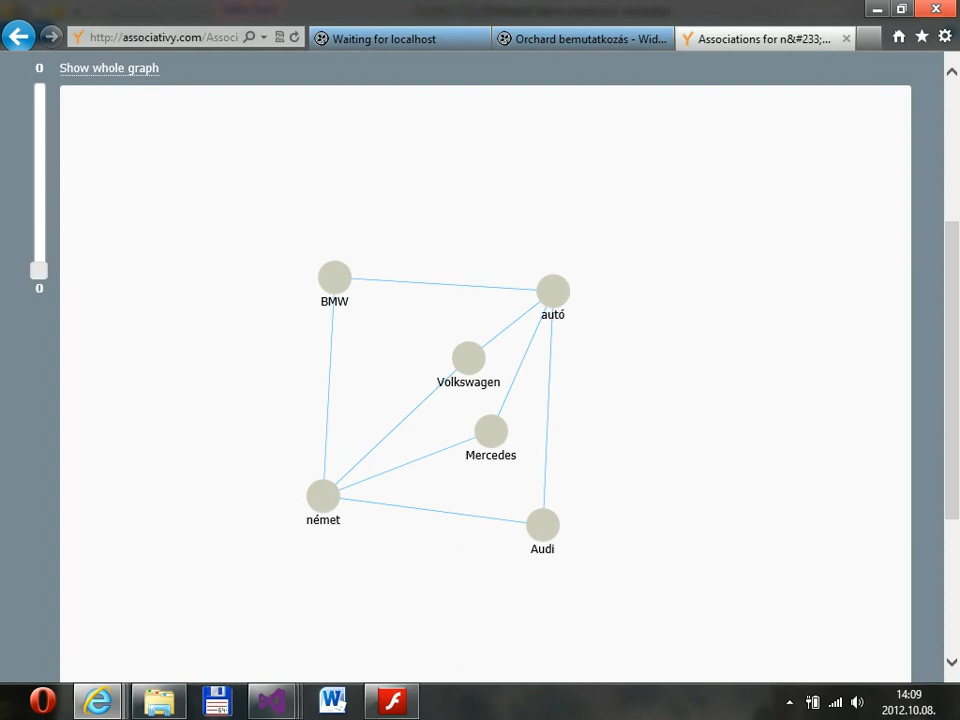 http://associativy.com/Associ
Waiting for localhost
Orchard bemutatkozás - Wid...
Associations for n&#233;...
0
Show whole graph
0
BMW
autó
Volkswagen
Mercedes
német
Audi
14:09
2012.10.08.